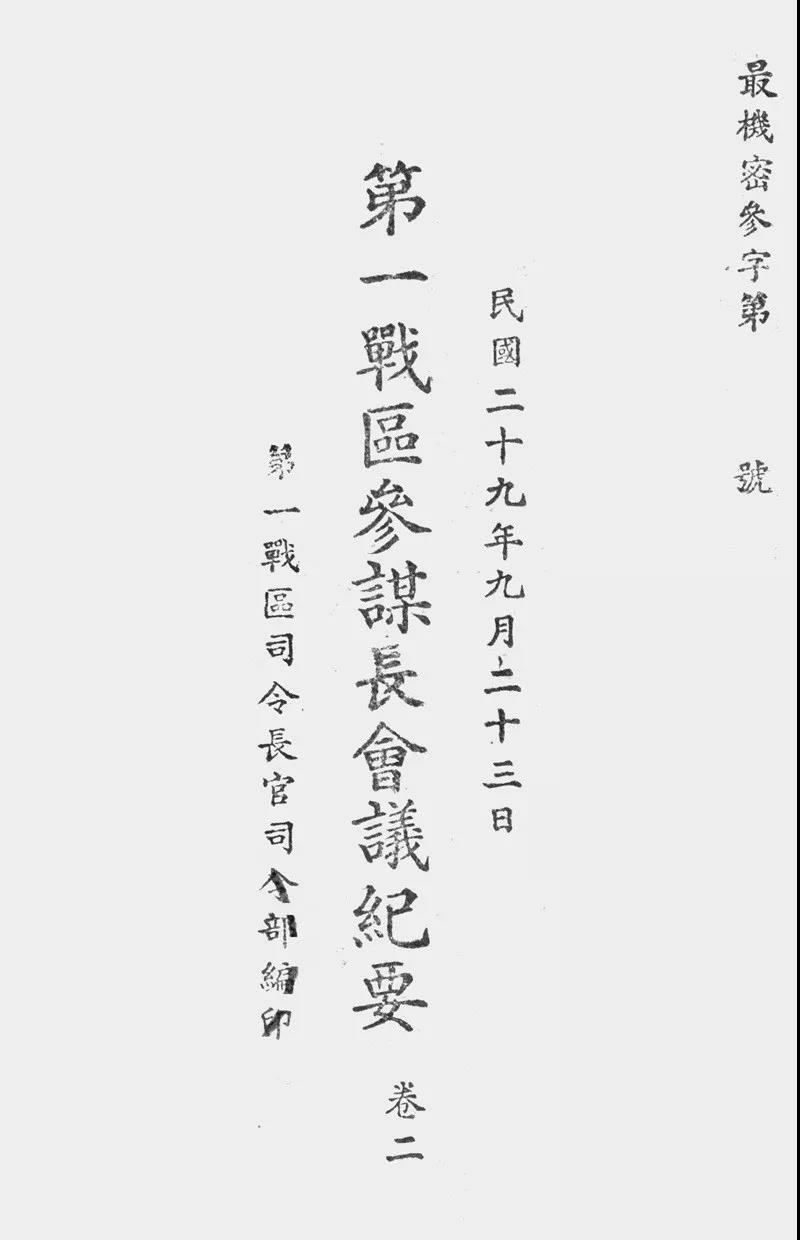 最機密參字第 號
民國二十九年九月二十三日
第一戰區參謀長會議紀要 卷二
第一戰區司令長官司令部編印